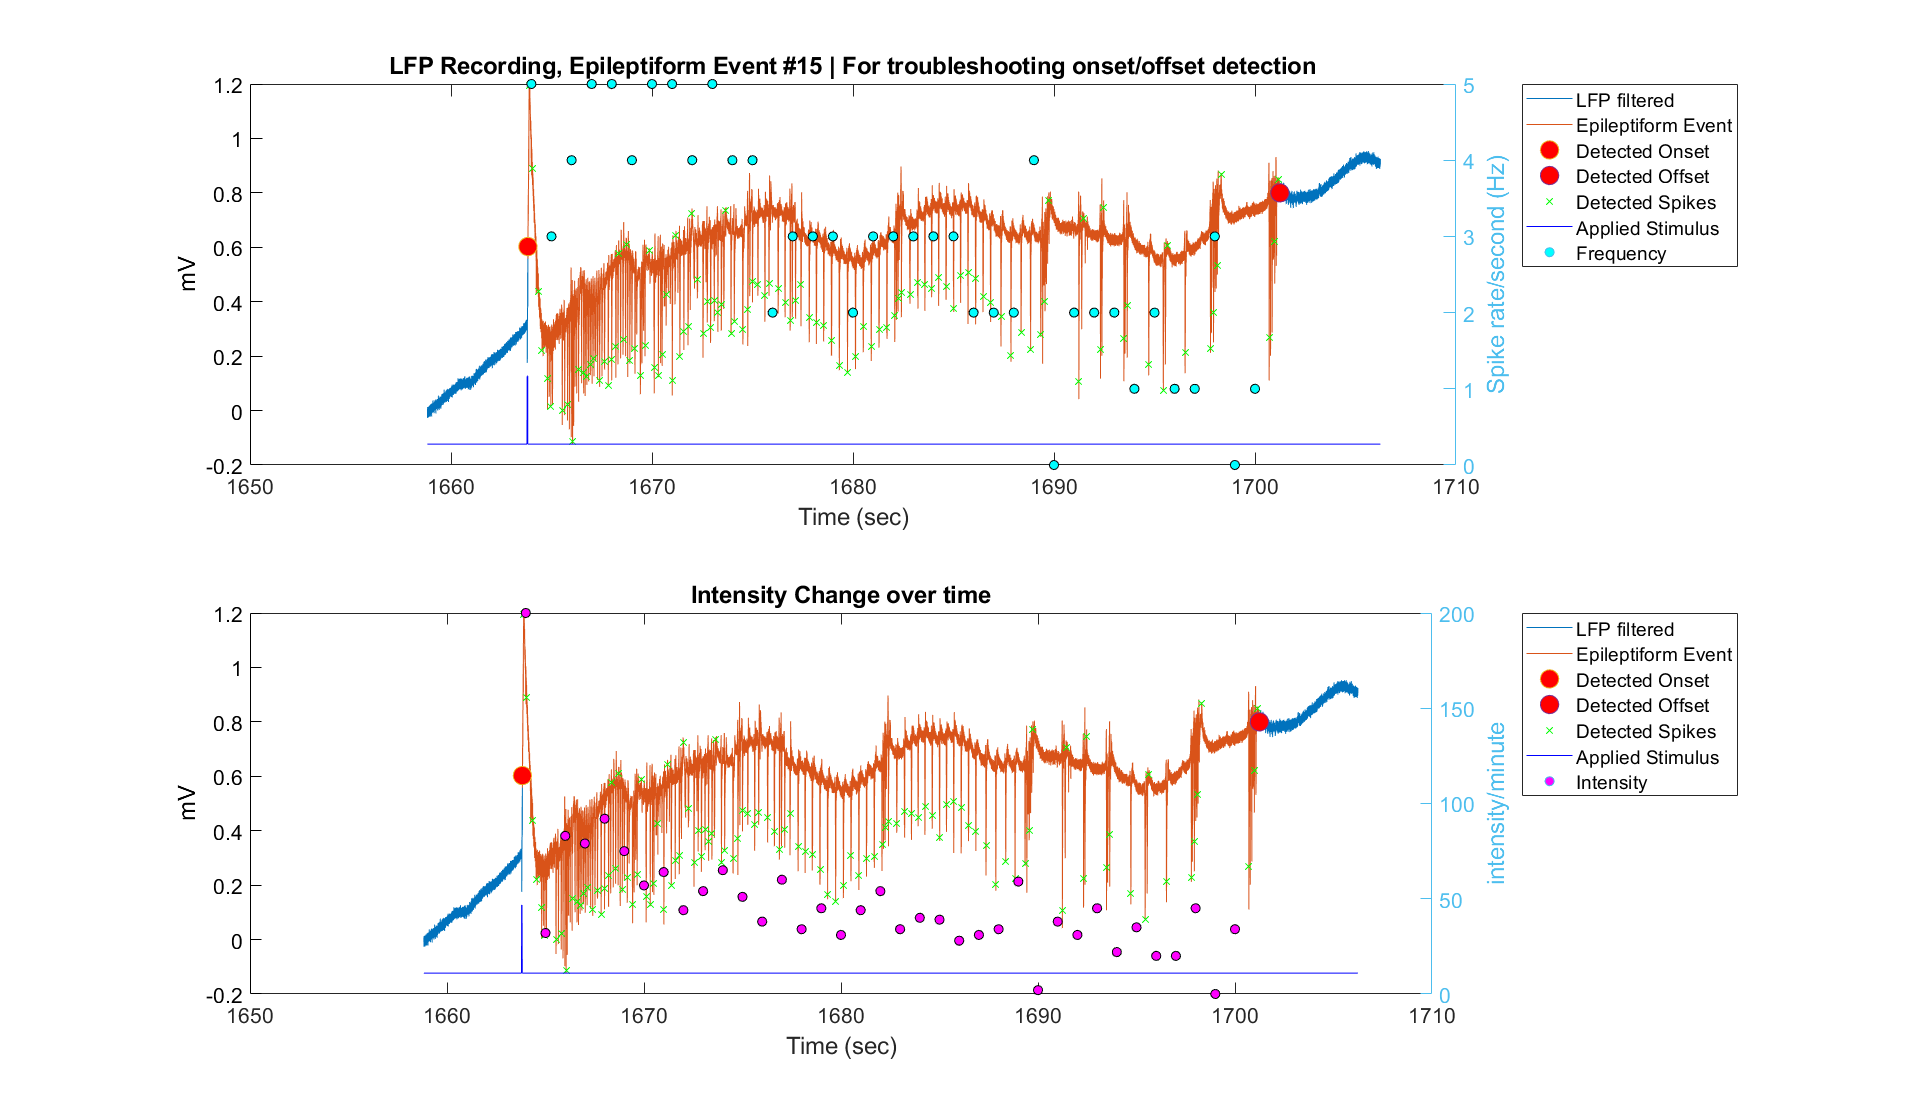 LFP Recording, Epileptiform Event #15 | For troubleshooting onset/offset detection
1.2
1
0.8
0.6
0.4
0.2
0
-0.2
mV
1650
1660
1670
1680
1690
1700
1710
Time (sec)
5
4
3
2
1
0
Spike rate/second (Hz)
LFP filtered
Epileptiform Event
Detected Onset
Detected Offset
Detected Spikes
Applied Stimulus
Frequency
Intensity Change over time
1.2
1
0.8
0.6
0.4
0.2
0
-0.2
mV
1650
1660
1670
1680
1690
1700
1710
Time (sec)
200
150
100
50
0
intensity/minute
LFP filtered
Epileptiform Event
Detected Onset
Detected Offset
Detected Spikes
Applied Stimulus
Intensity